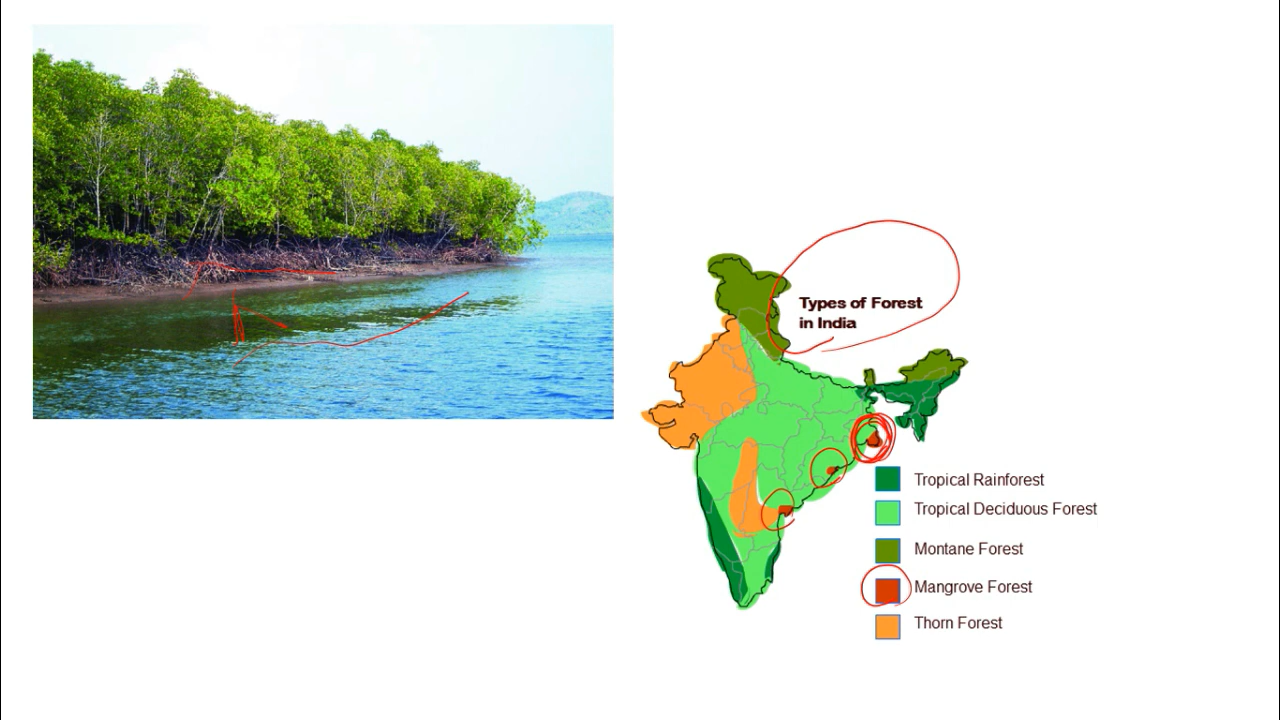 Types of Forest
in India
Tropical Rainforest
Tropical Deciduous Forest
Montane Forest
Mangrove Forest
Thorn Forest